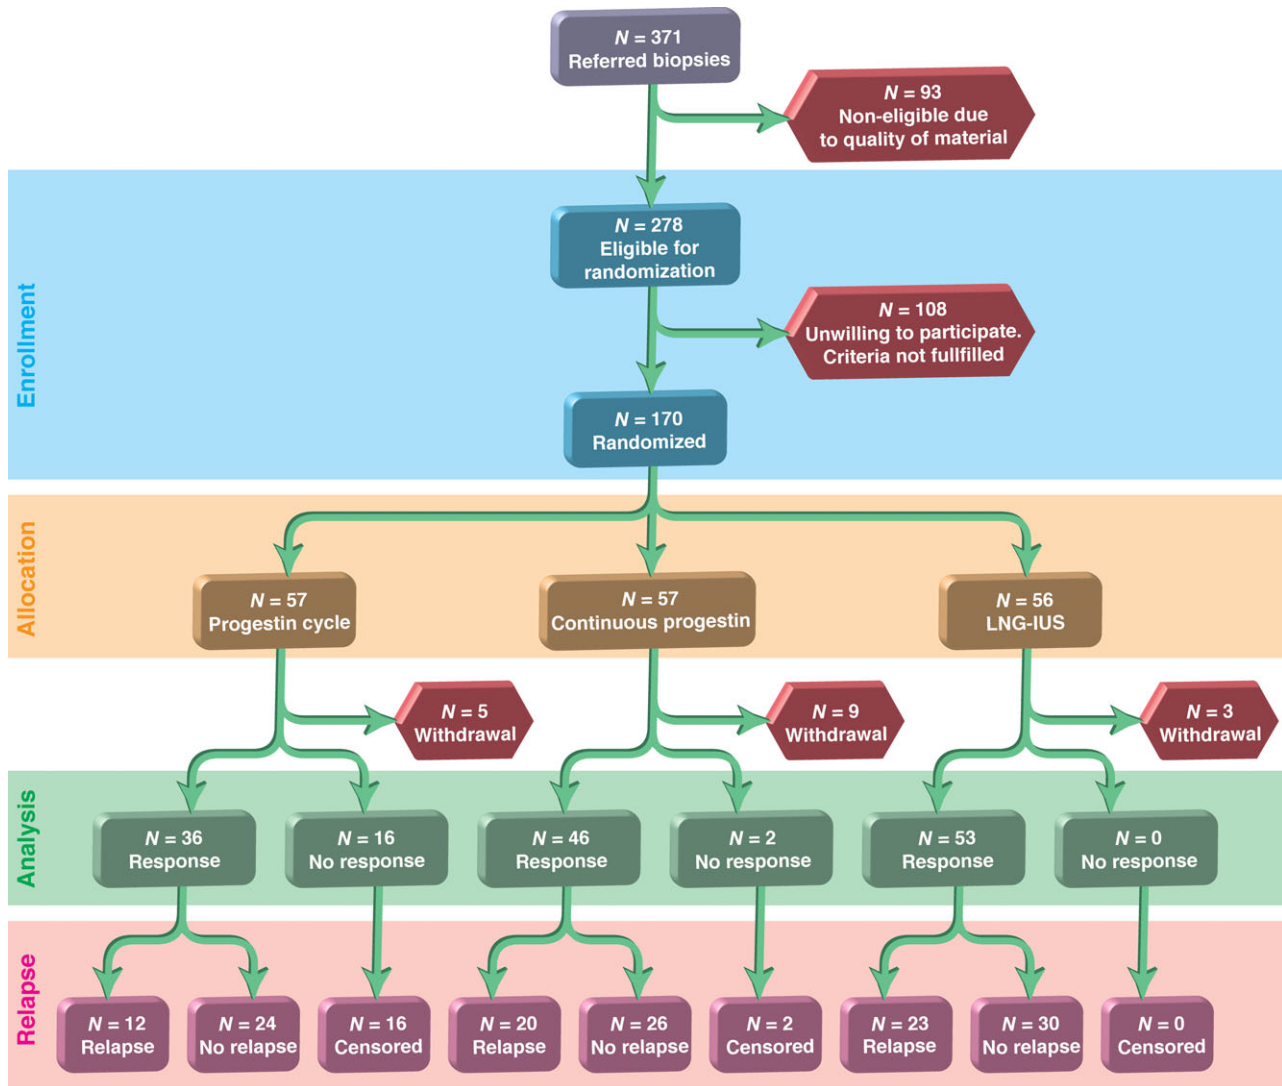 N = 371
Referred biopsies
N = 93
Non-eligible due
to quality of material
Enrollment
N = 278
Eligible for
randomization
N = 108
Unwilling to participate.
Criteria not fullfilled
N = 170
Randomized
Allocation
N = 57
Progestin cycle
N = 57
Continuous progestin
N = 56
LNG-IUS
N = 5
Withdrawal
N = 9
Withdrawal
N = 3
Withdrawal
Analysis
N = 36
Response
N = 16
No response
N = 46
Response
N = 2
No response
N = 53
Response
N = 0
No response
Relapse
N = 12
Relapse
N = 24
No relapse
N = 16
Censored
N = 20
Relapse
N = 26
No relapse
N = 2
Censored
N = 23
Relapse
N = 30
No relapse
N = 0
Censored